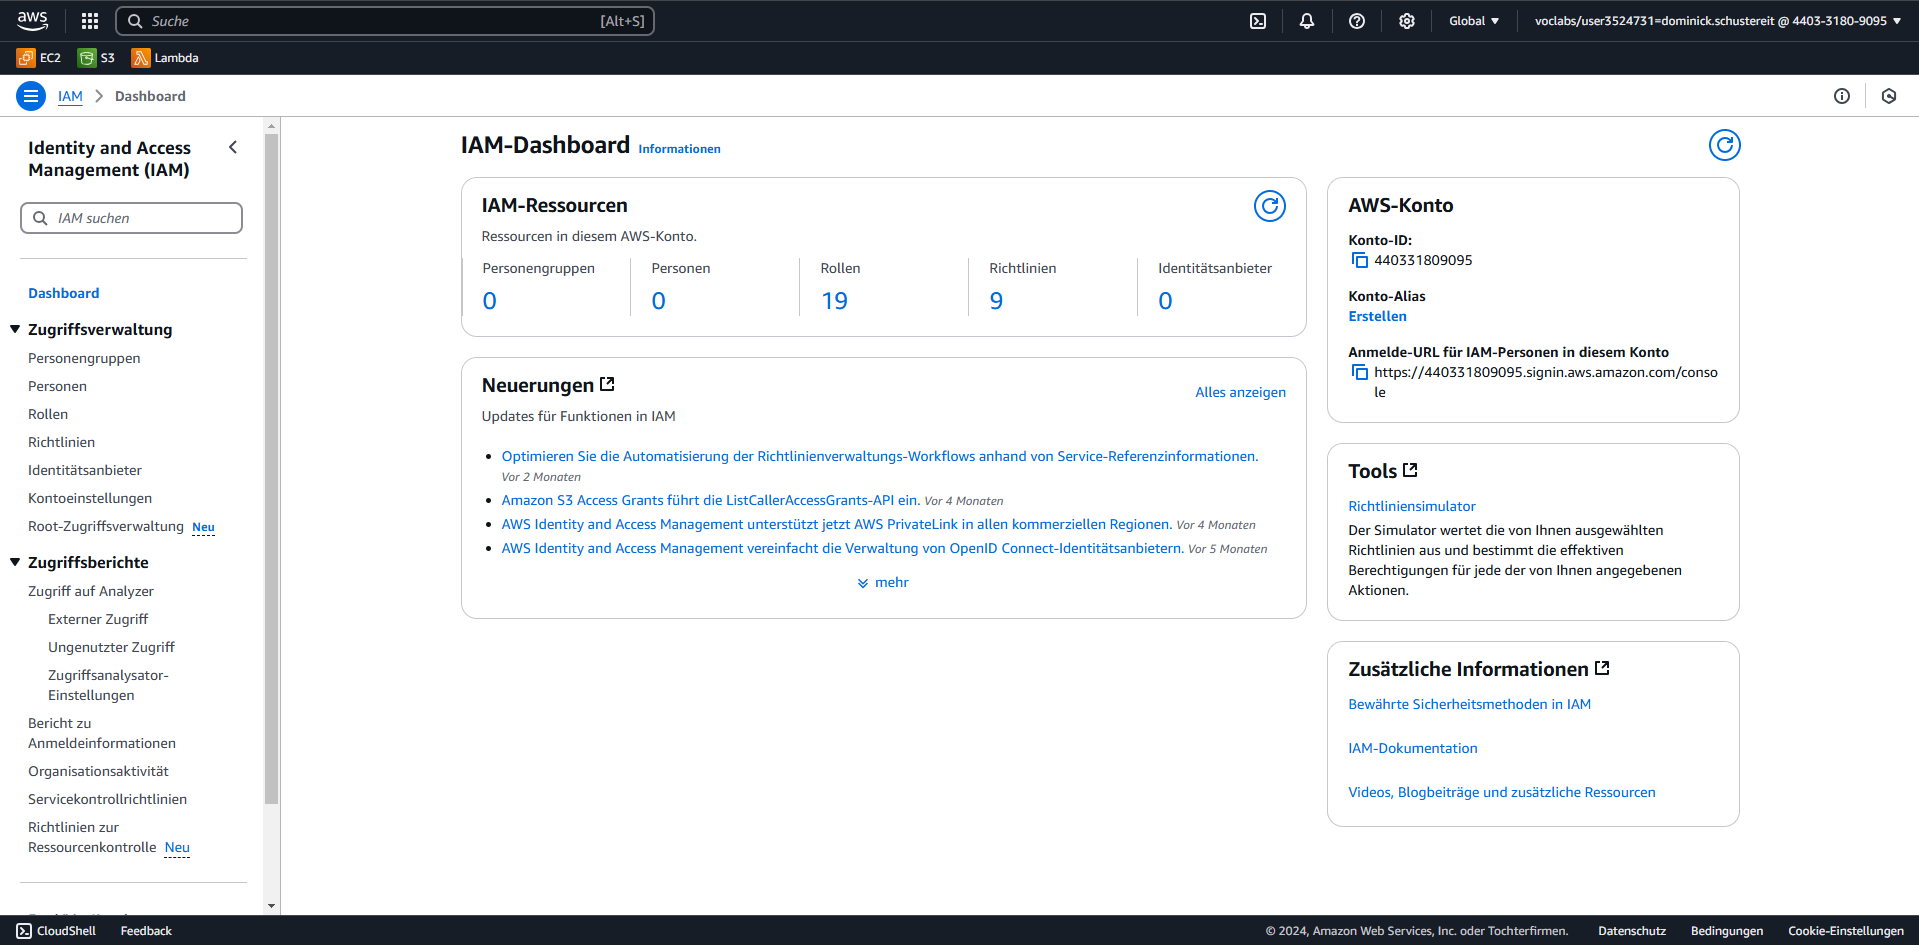 aws
Suche [Alt+S]
Global
voclabs/user3524731=dominick.schustereit @ 4403-3180-9095
EC2
S3
Lambda
IAM
Dashboard
Identity and Access
Management (IAM)
IAM suchen
Dashboard
Zugriffsverwaltung
Personengruppen
Personen
Rollen
Richtlinien
Identitätsanbieter
Kontoeinstellungen
Root-Zugriffsverwaltung Neu
Zugriffsberichte
Zugriff auf Analyzer
Externer Zugriff
Ungenutzter Zugriff
Zugriffsanalysator-
Einstellungen
Bericht zu
Anmeldeinformationen
Organisationsaktivität
Servicekontrollrichtlinien
Richtlinien zur
Ressourcenkontrolle Neu
IAM-Dashboard Informationen
IAM-Ressourcen
Ressourcen in diesem AWS-Konto.
Personengruppen
0
Personen
0
Rollen
19
Richtlinien
9
Identitätsanbieter
0
Neuerungen
Alles anzeigen
Updates für Funktionen in IAM
Optimieren Sie die Automatisierung der Richtlinienverwaltungs-Workflows anhand von Service-Referenzinformationen.
Vor 2 Monaten
Amazon S3 Access Grants führt die ListCallerAccessGrants-API ein. Vor 4 Monaten
AWS Identity and Access Management unterstützt jetzt AWS PrivateLink in allen kommerziellen Regionen. Vor 4 Monaten
AWS Identity and Access Management vereinfacht die Verwaltung von OpenID Connect-Identitätsanbietern. Vor 5 Monaten
mehr
AWS-Konto
Konto-ID:
440331809095
Konto-Alias
Erstellen
Anmelde-URL für IAM-Personen in diesem Konto
https://440331809095.signin.aws.amazon.com/conso
le
Tools
Richtliniensimulator
Der Simulator wertet die von Ihnen ausgewählten
Richtlinien aus und bestimmt die effektiven
Berechtigungen für jede der von Ihnen angegebenen
Aktionen.
Zusätzliche Informationen
Bewährte Sicherheitsmethoden in IAM
IAM-Dokumentation
Videos, Blogbeiträge und zusätzliche Ressourcen
CloudShell
Feedback
© 2024, Amazon Web Services, Inc. oder Tochterfirmen.
Datenschutz
Bedingungen
Cookie-Einstellungen